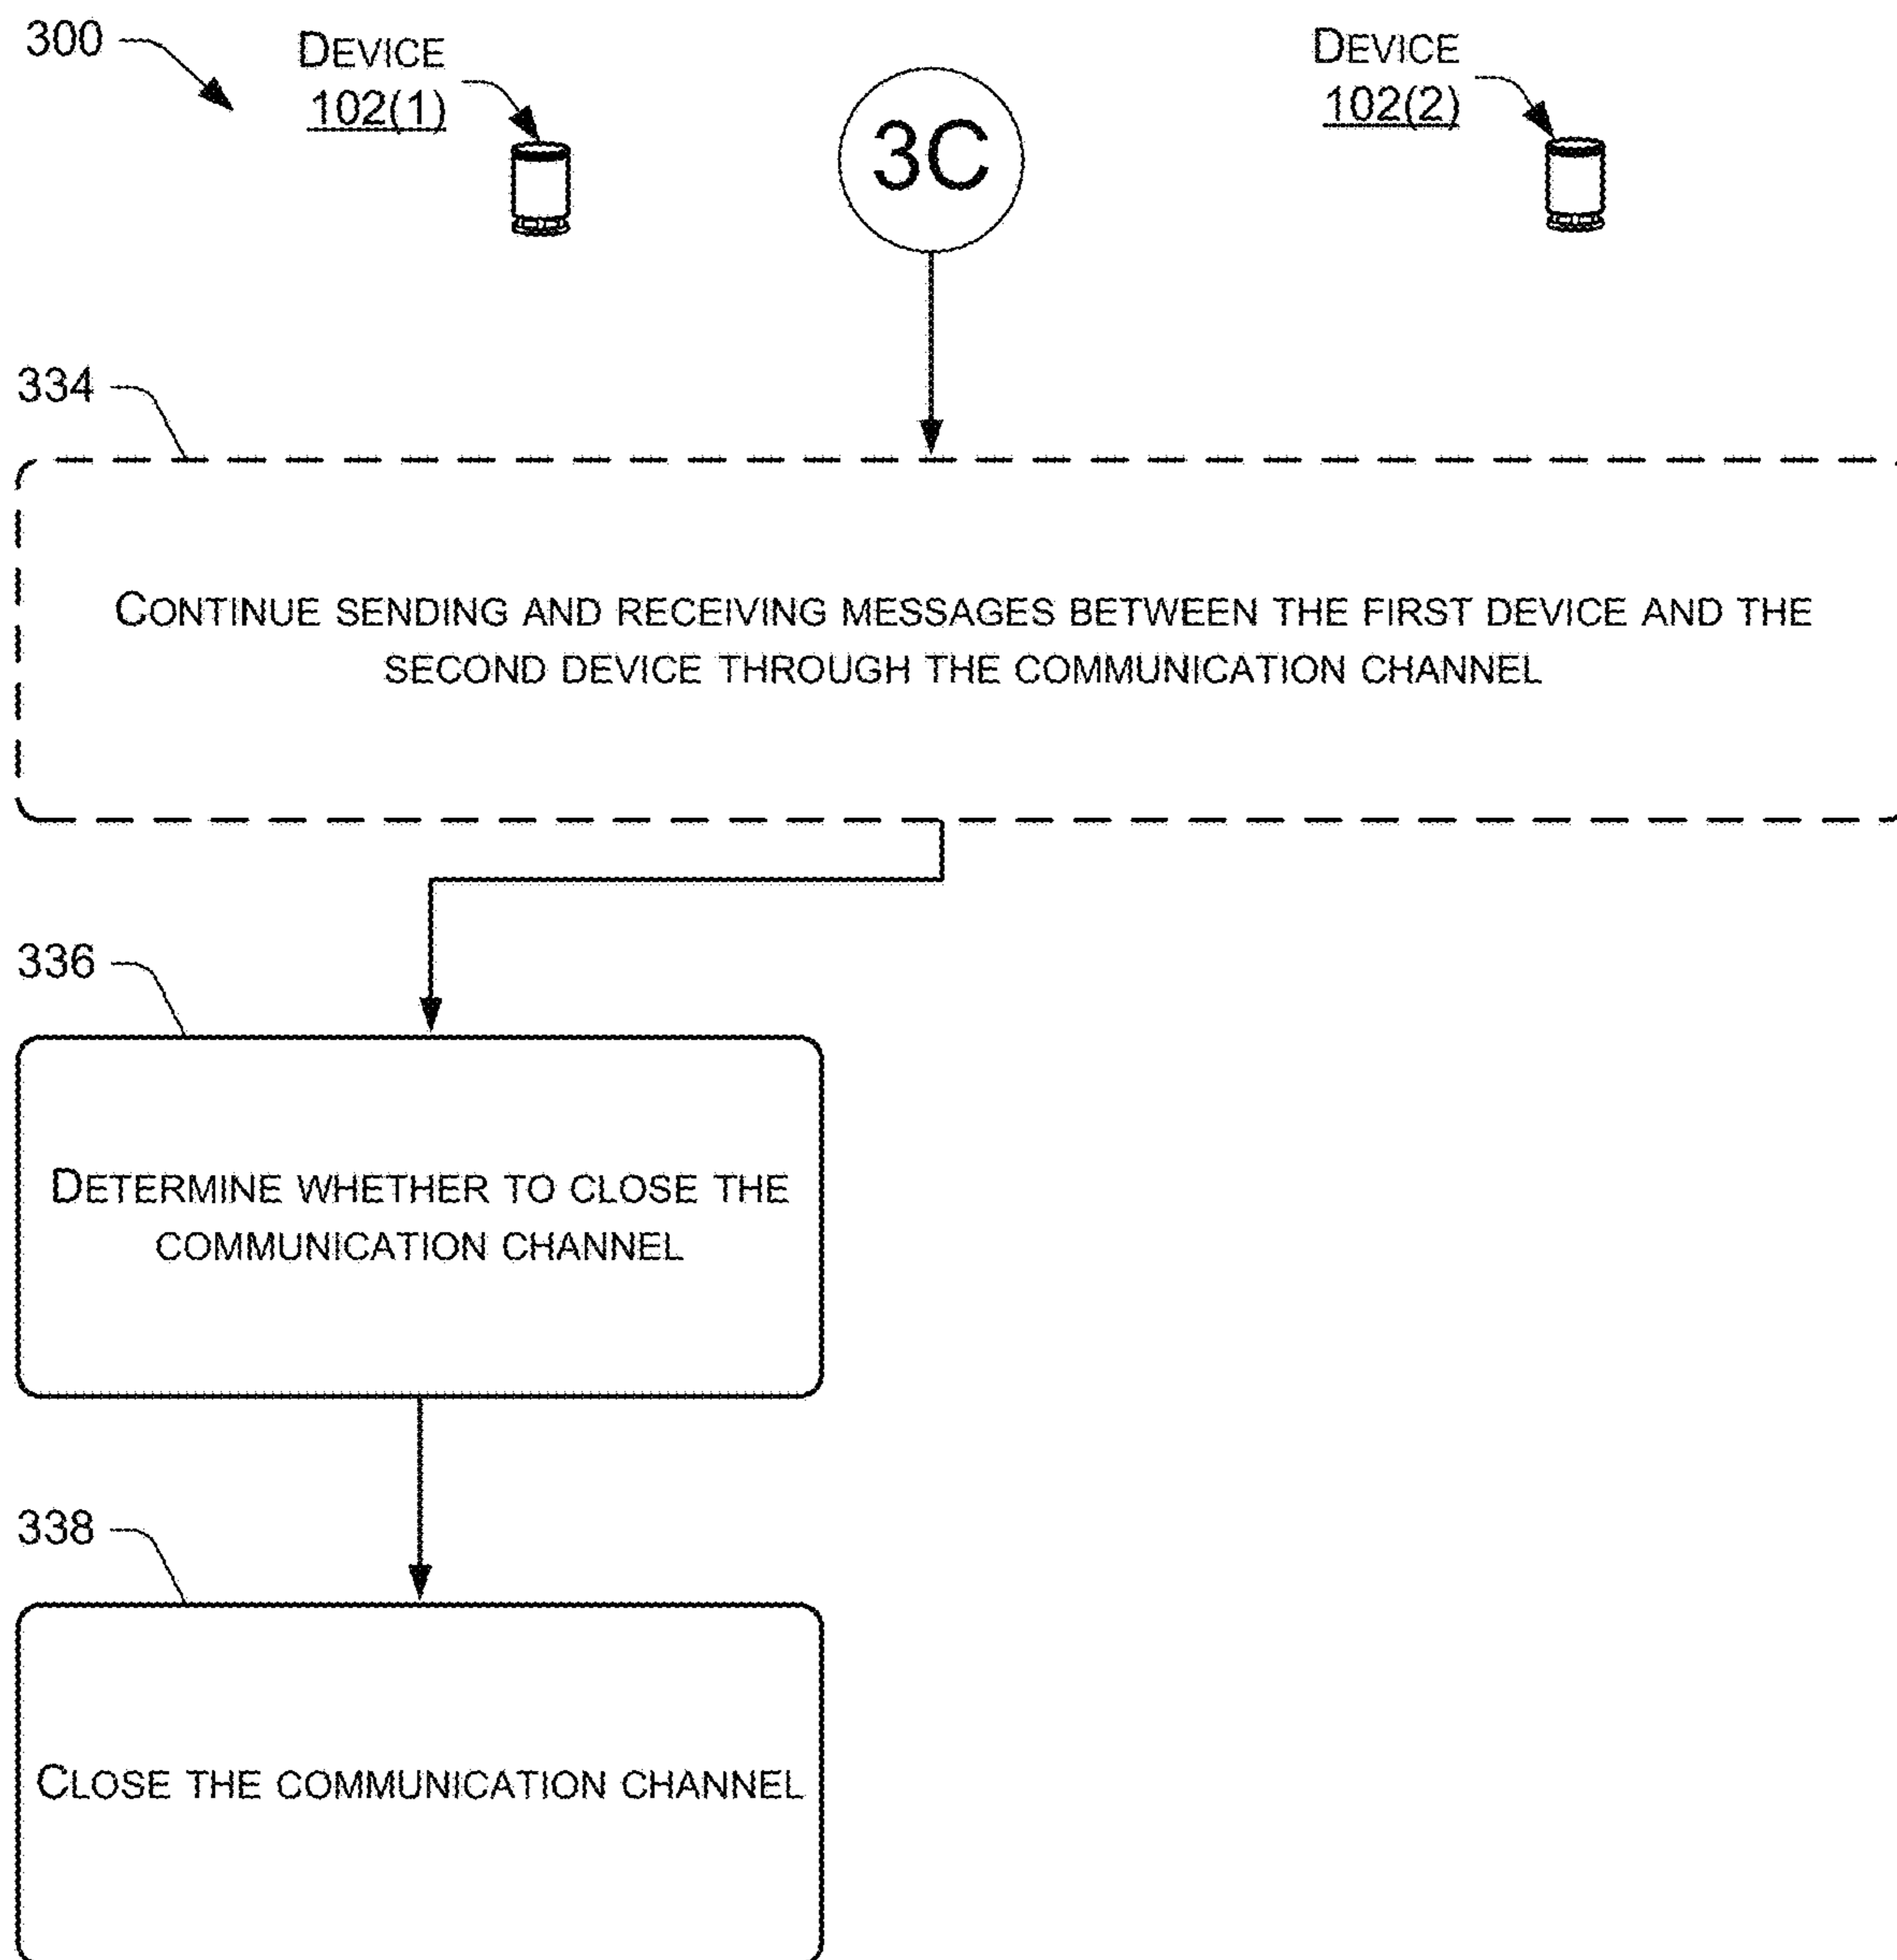 300
DEVICE
102(1)
3C
DEVICE
102(2)
334
CONTINUE SENDING AND RECEIVING MESSAGES BETWEEN THE FIRST DEVICE AND THE
SECOND DEVICE THROUGH THE COMMUNICATION CHANNEL
336
DETERMINE WHETHER TO CLOSE THE
COMMUNICATION CHANNEL
338
CLOSE THE COMMUNICATION CHANNEL